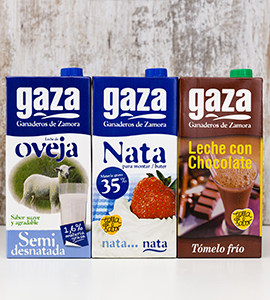 gaza
Ganaderos de Zamora
Leche de
oveja
Sabor suave
y agradable
1,6%
Semi
desnatada
gaza
Ganaderos de Zamora
Nata
para montar / batir
Materia grasa
35%
nata... nata
gaza
Ganaderos de Zamora
Leche con
Chocolate
Tómelo frío